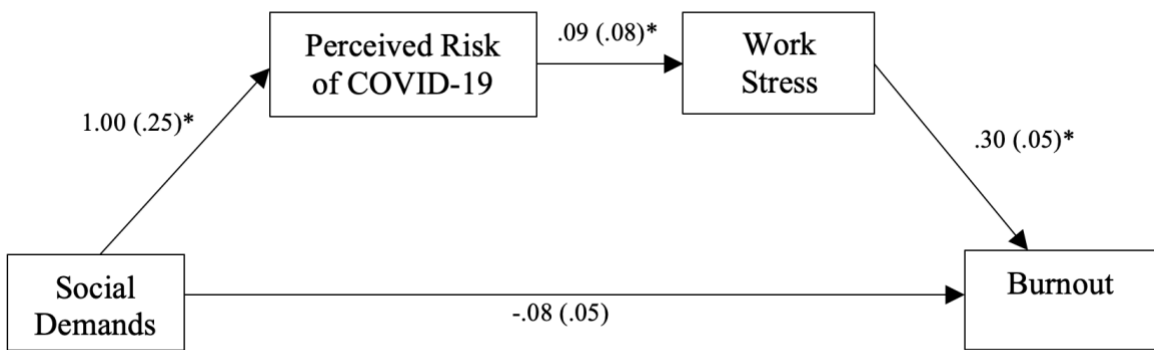 Perceived Risk
of COVID-19
.09 (.08)*
Work
Stress
1.00 (.25)*
.30 (.05)*
Social
Demands
-.08 (.05)
Burnout